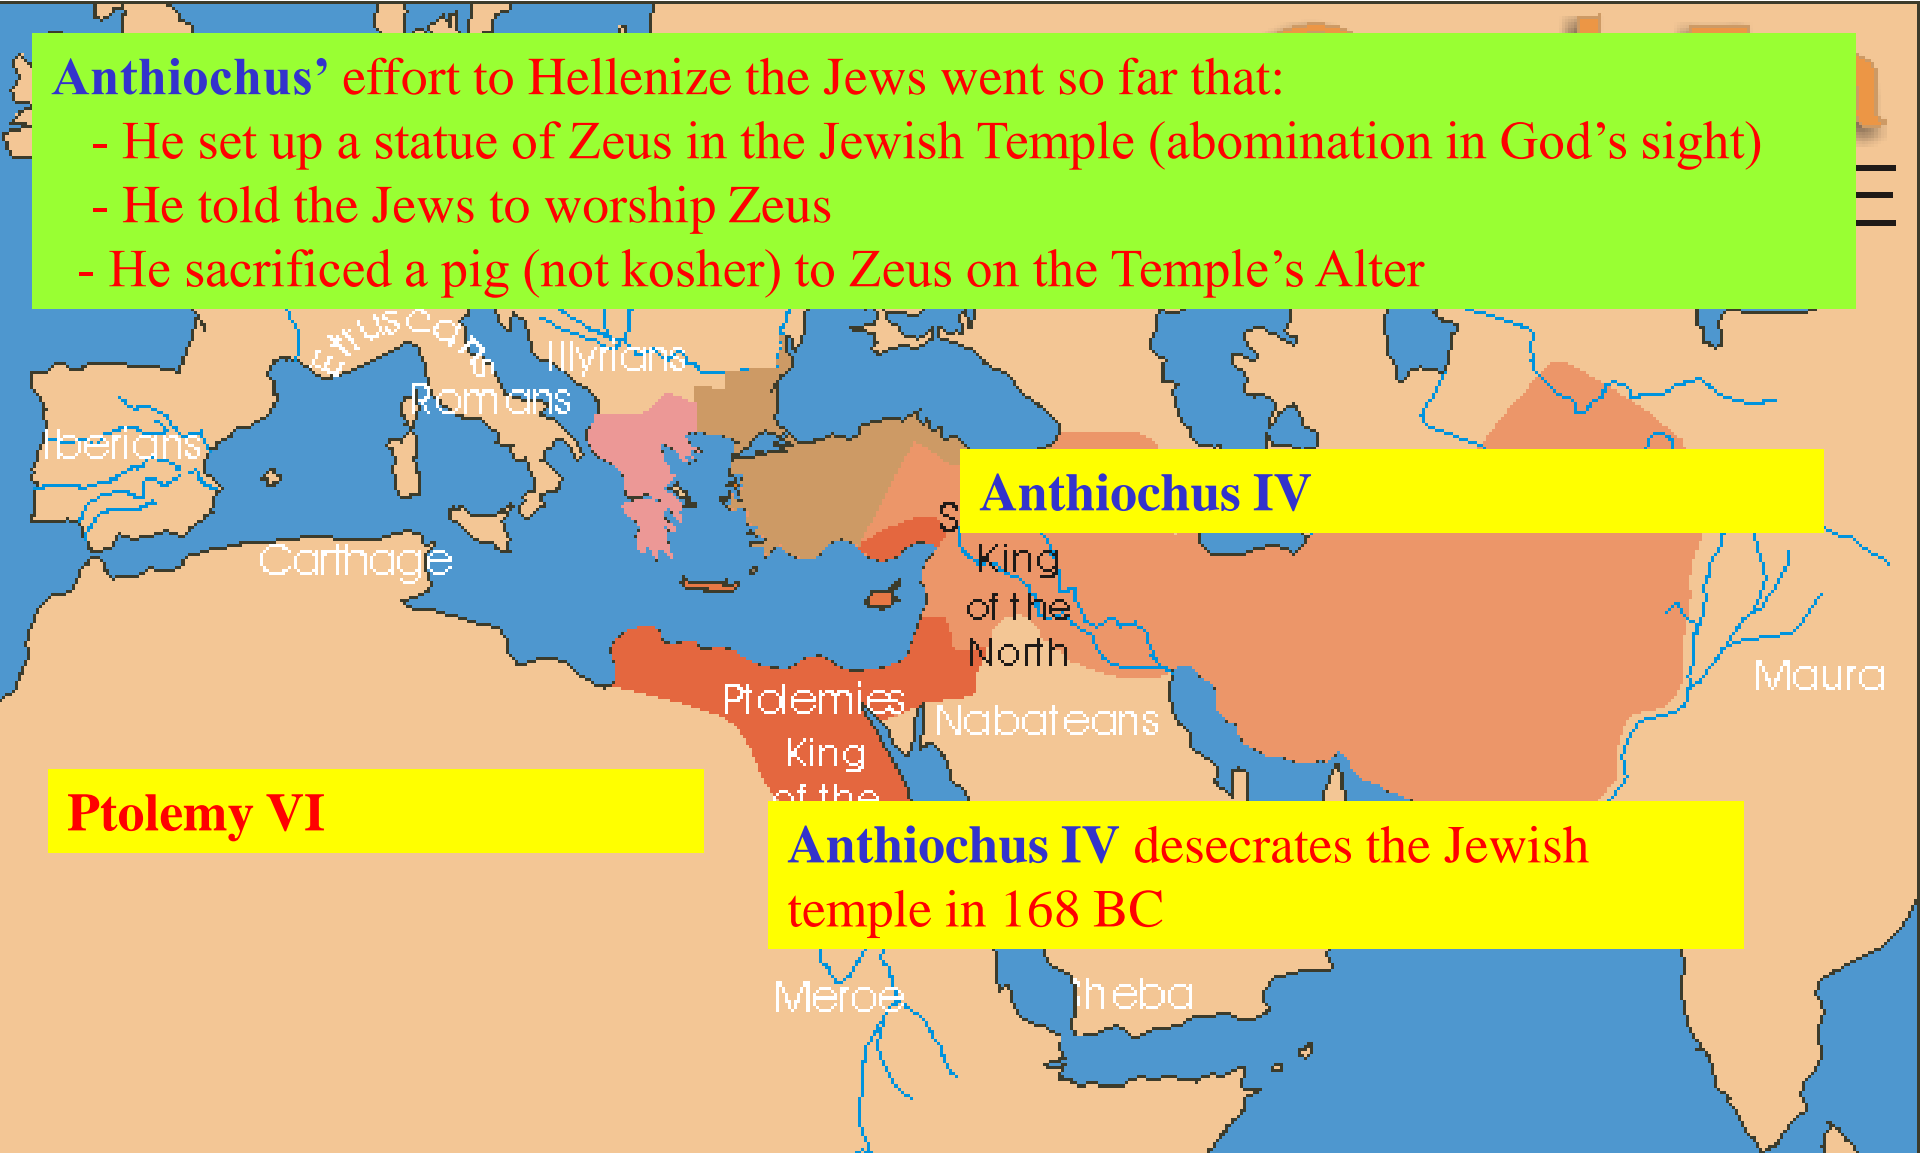 Anthiochus’ effort to Hellenize the Jews went so far that:
- He set up a statue of Zeus in the Jewish Temple (abomination in God’s sight)
- He told the Jews to worship Zeus
- He sacrificed a pig (not kosher) to Zeus on the Temple’s Alter
Etruscans
Illyrians
Romans
Iberians
Carthage
Anthiochus IV
King
of the
North
Maura
Ptolemies
Nabateans
King
of the
Ptolemy VI
Anthiochus IV desecrates the Jewish
temple in 168 BC
Meroe
Sheba